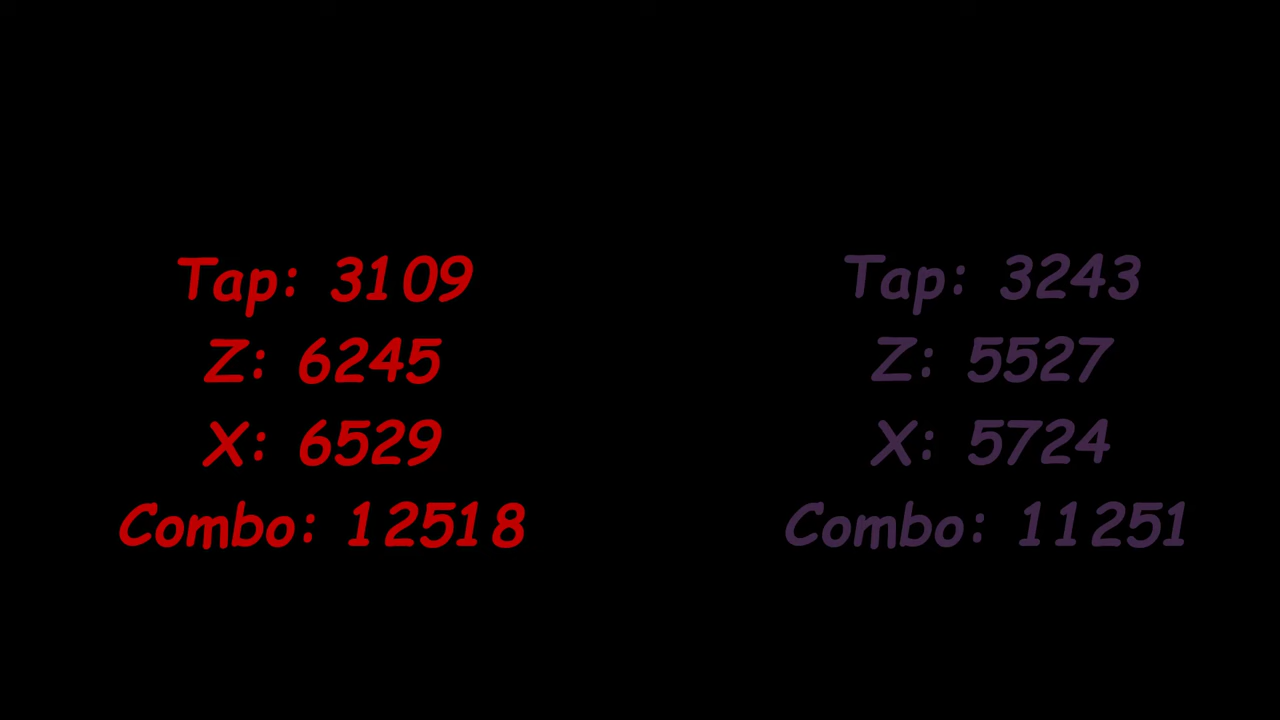 Tap: 3109
Z: 6245
X: 6529
Combo: 12518
Tap: 3243
Z: 5527
X: 5724
Combo: 11251